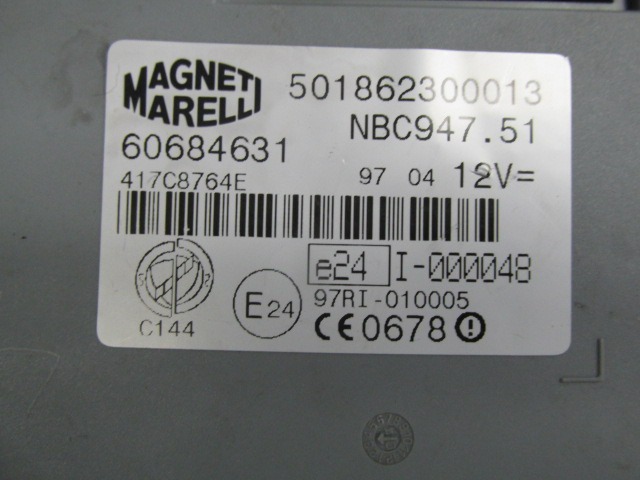 MAGNETI
MARELLI
501862300013
NBC947.51
60684631
417C8764E
97 04 12V=
e24 I-000048
E24
97RI-010005
C144
CE0678